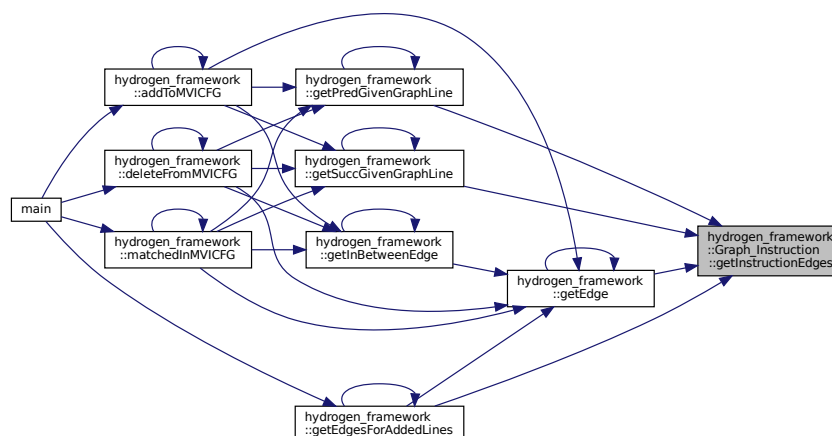 hydrogen_framework
::addToMVICFG
hydrogen_framework
::getPredGivenGraphLine
hydrogen_framework
::deleteFromMVICFG
hydrogen_framework
::getSuccGivenGraphLine
main
hydrogen_framework
::matchedInMVICFG
hydrogen_framework
::getInBetweenEdge
hydrogen_framework
::getEdge
hydrogen_framework
::Graph_Instruction
::getInstructionEdges
hydrogen_framework
::getEdgesForAddedLines